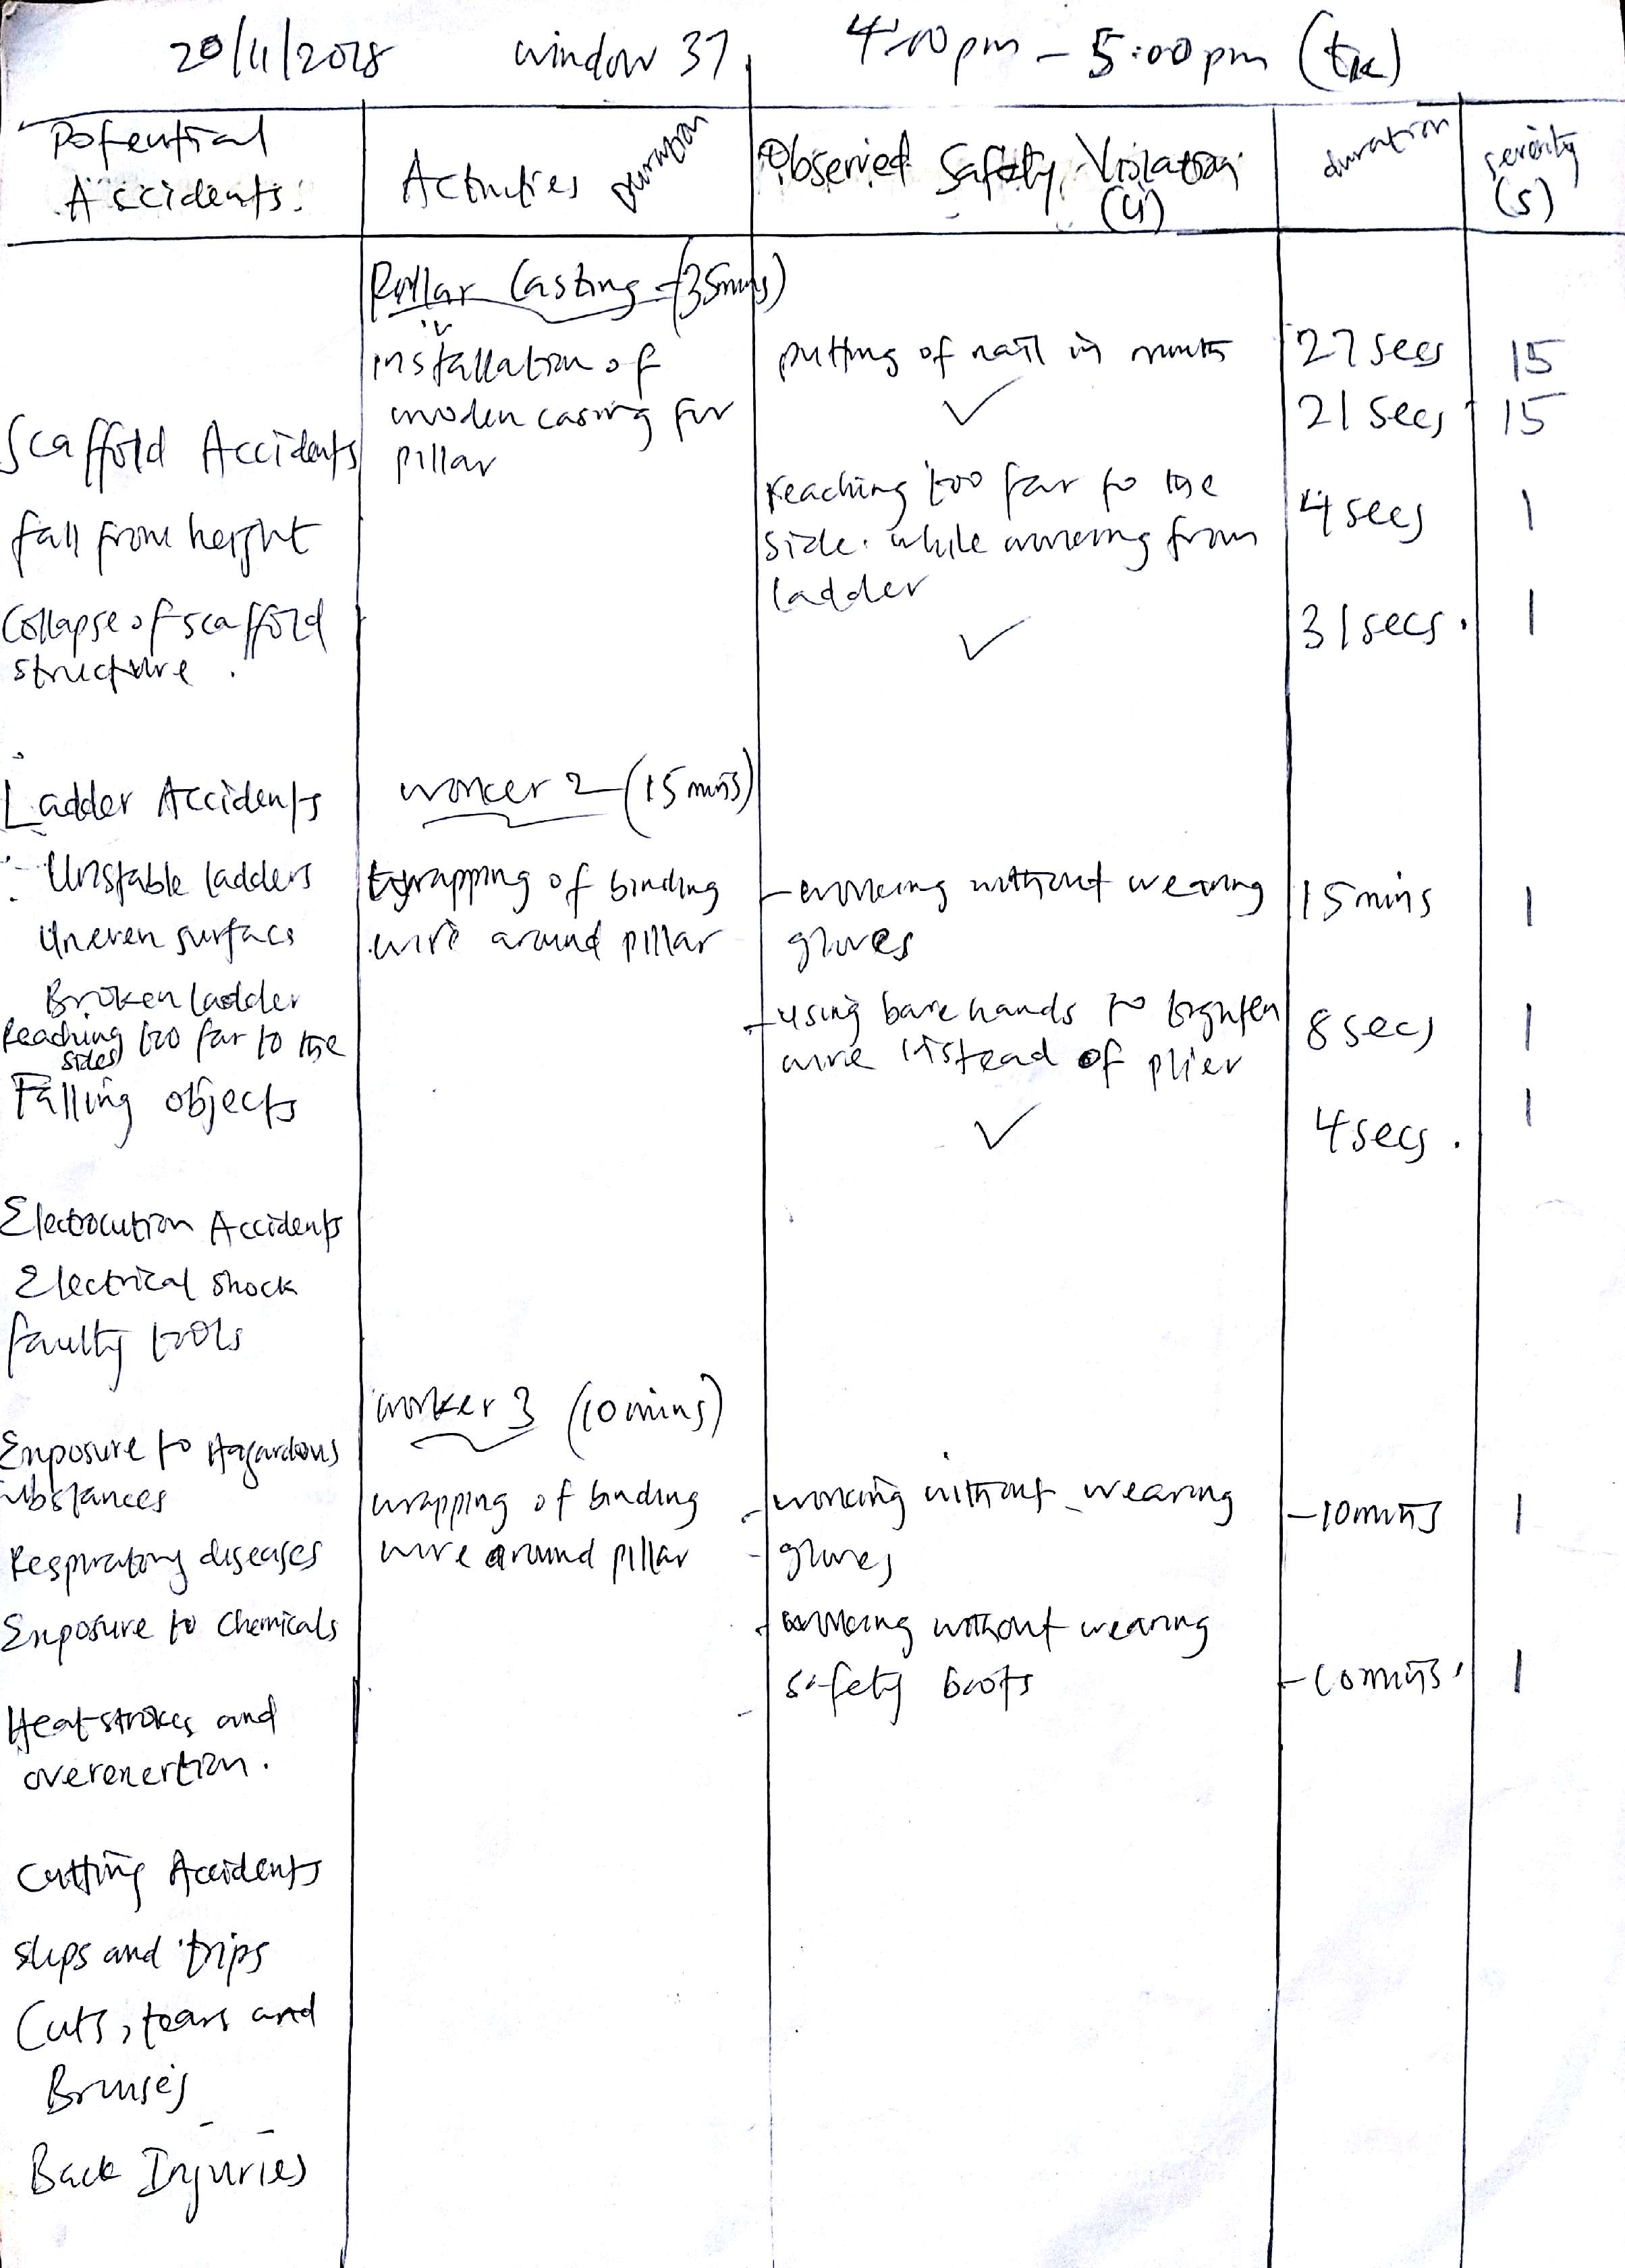 20/11/2018 window 37 4:00pm - 5:00pm (tk)
Potential
Accidents:
Activities duration
Observed Safety Violation
(4)
duration
severity
(s)
Pillar Casting - (35mins)
installation of
wooden casing for
pillar
putting of nail in mouth 27 secs 15
✓ 21 secs 15
reaching too far to the
side. while working from
ladder
4 secs 1
✓ 31 secs. 1
Scaffold Accidents
fall from height
Collapse of scaffold
structure.
Ladder Accidents
Unstable ladders
Uneven surface
Broken ladder
Reaching too far to the
sides
Falling objects
worker 2 (15 mins)
wrapping of binding
wire around pillar
- working without wearing
gloves
15 mins 1
- using bare hands to tighten
wire instead of plier
8 secs 1
✓ 4 secs. 1
Electrocution Accidents
Electrical shock
faulty tools
worker 3 (10 mins)
Exposure to Hazardous
substances
Respiratory diseases
Exposure to Chemicals
wrapping of binding
wire around pillar
- working without wearing
- gloves
- 10 mins 1
- working without wearing
safety boots
- 10 mins 1
Heat strokes and
overexertion.
Cutting Accidents
slips and trips
Cuts, tears and
Bruises
Back Injuries